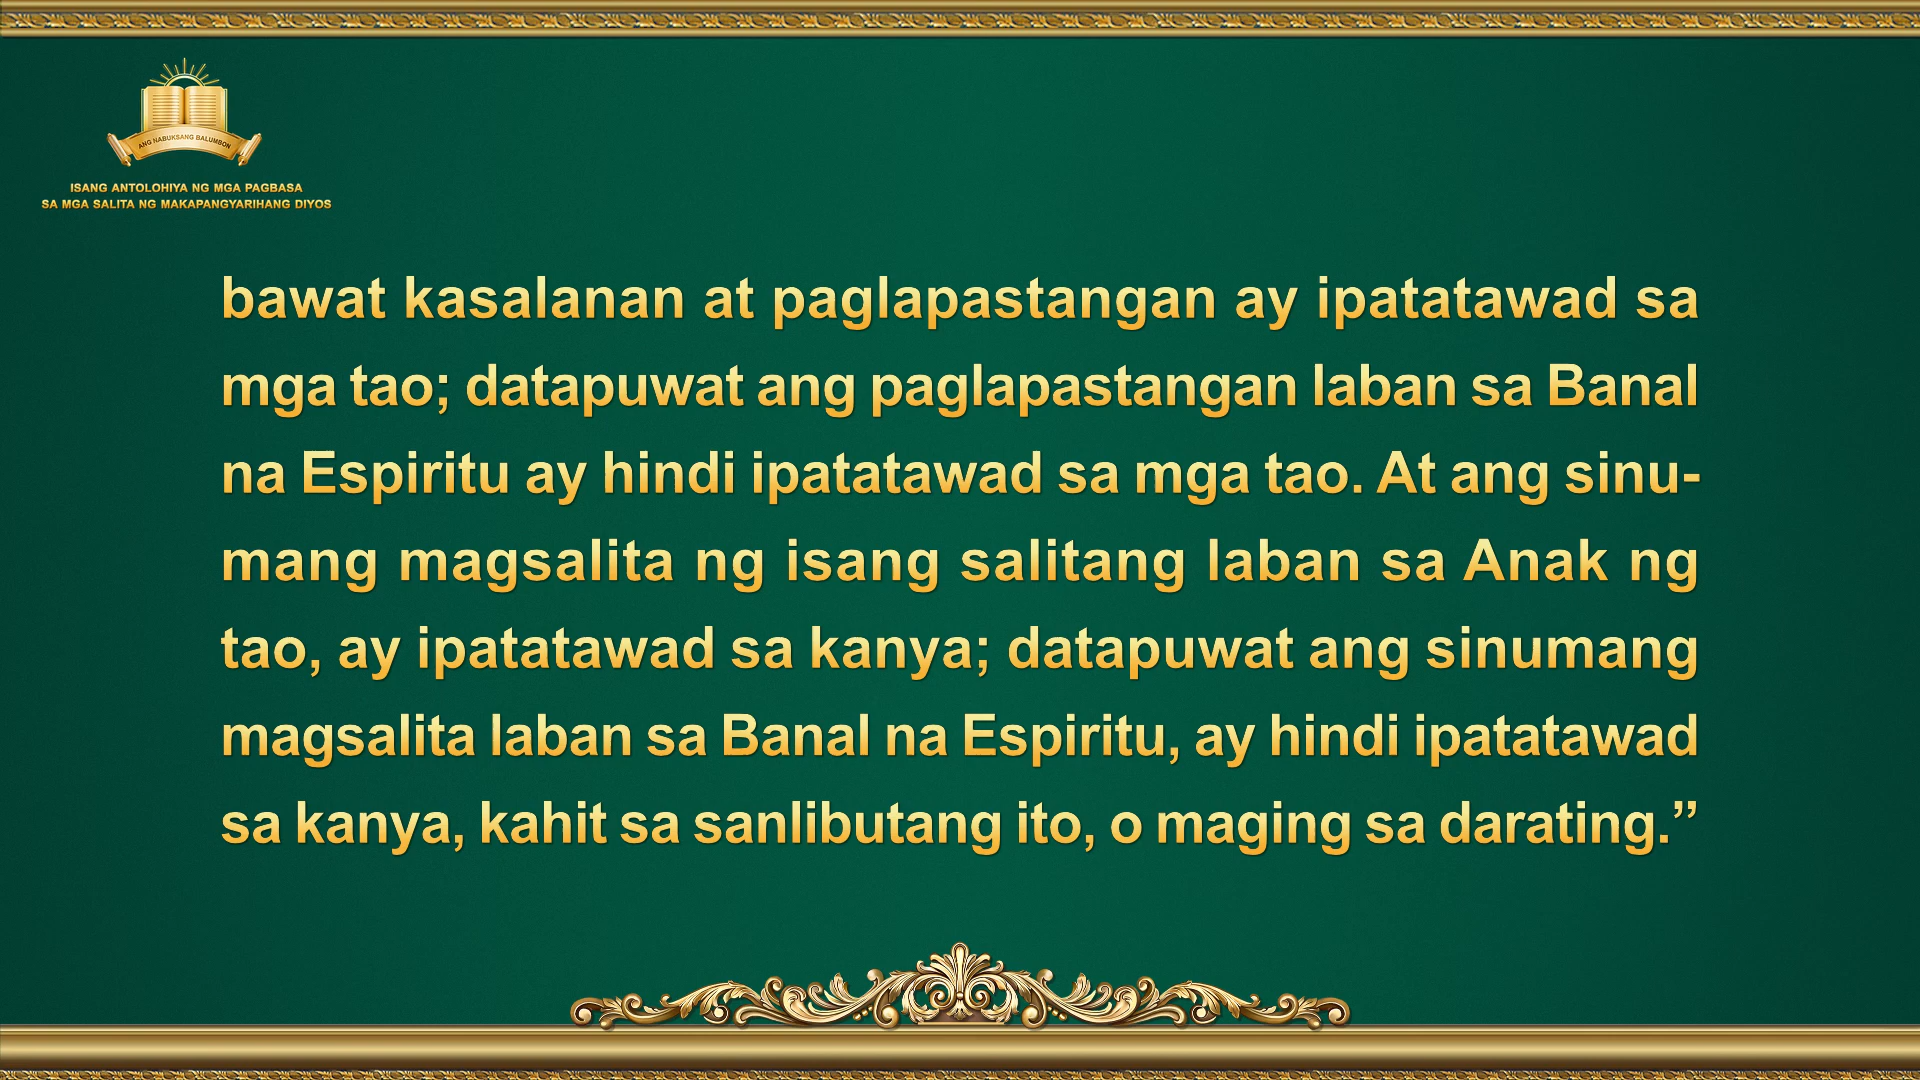 ANG NABUKSANG BALUMBON
ISANG ANTOLOHIYA NG MGA PAGBASA
SA MGA SALITA NG MAKAPANGYARIHANG DIYOS
bawat kasalanan at paglapastangan ay ipatatawad sa
mga tao; datapuwat ang paglapastangan laban sa Banal
na Espiritu ay hindi ipatatawad sa mga tao. At ang sinu-
mang magsalita ng isang salitang laban sa Anak ng
tao, ay ipatatawad sa kanya; datapuwat ang sinumang
magsalita laban sa Banal na Espiritu, ay hindi ipatatawad
sa kanya, kahit sa sanlibutang ito, o maging sa darating.”